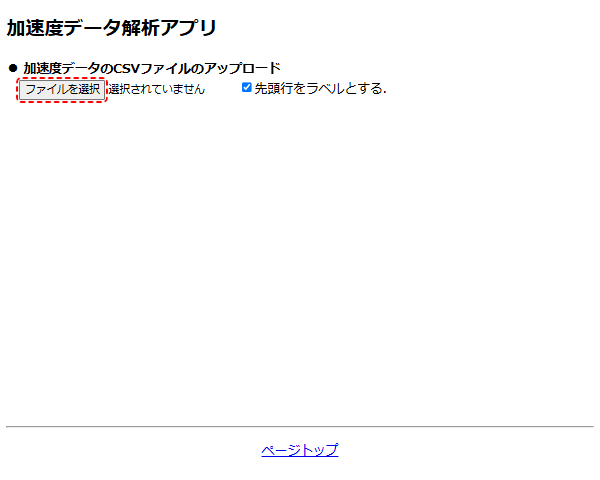 加速度データ解析アプリ
● 加速度データのCSVファイルのアップロード
ファイルを選択 選択されていません 先頭行をラベルとする.
ページトップ